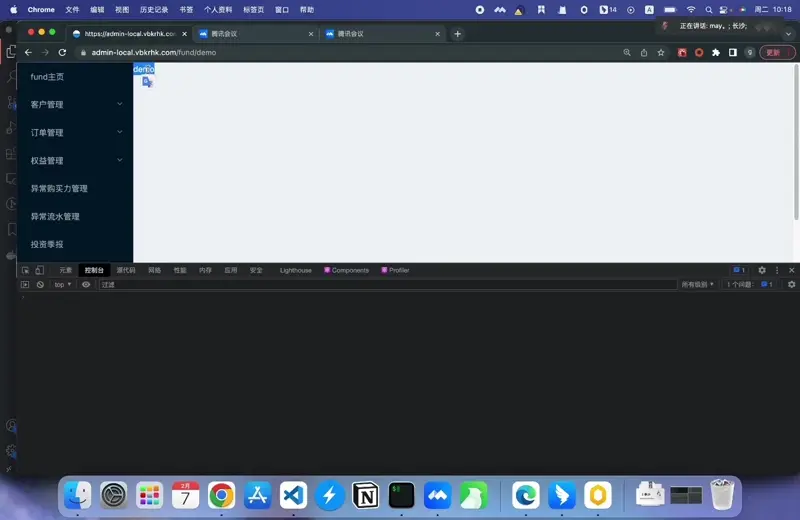 Chrome 文件 编辑 视图 历史记录 书签 个人资料 标签页 窗口 帮助 14 A 周二 10:18
正在讲话: may。; 长沙;
https://admin-local.vbkrhk.com 腾讯会议 腾讯会议
admin-local.vbkrhk.com/fund/demo 9 更新
demo
fund主页
客户管理
订单管理
权益管理
异常购买力管理
异常流水管理
投资季报
元素 控制台 源代码 网络 性能 内存 应用 安全 Lighthouse Components Profiler 1
top 过滤 所有级别 1 个问题: 1
2月
7